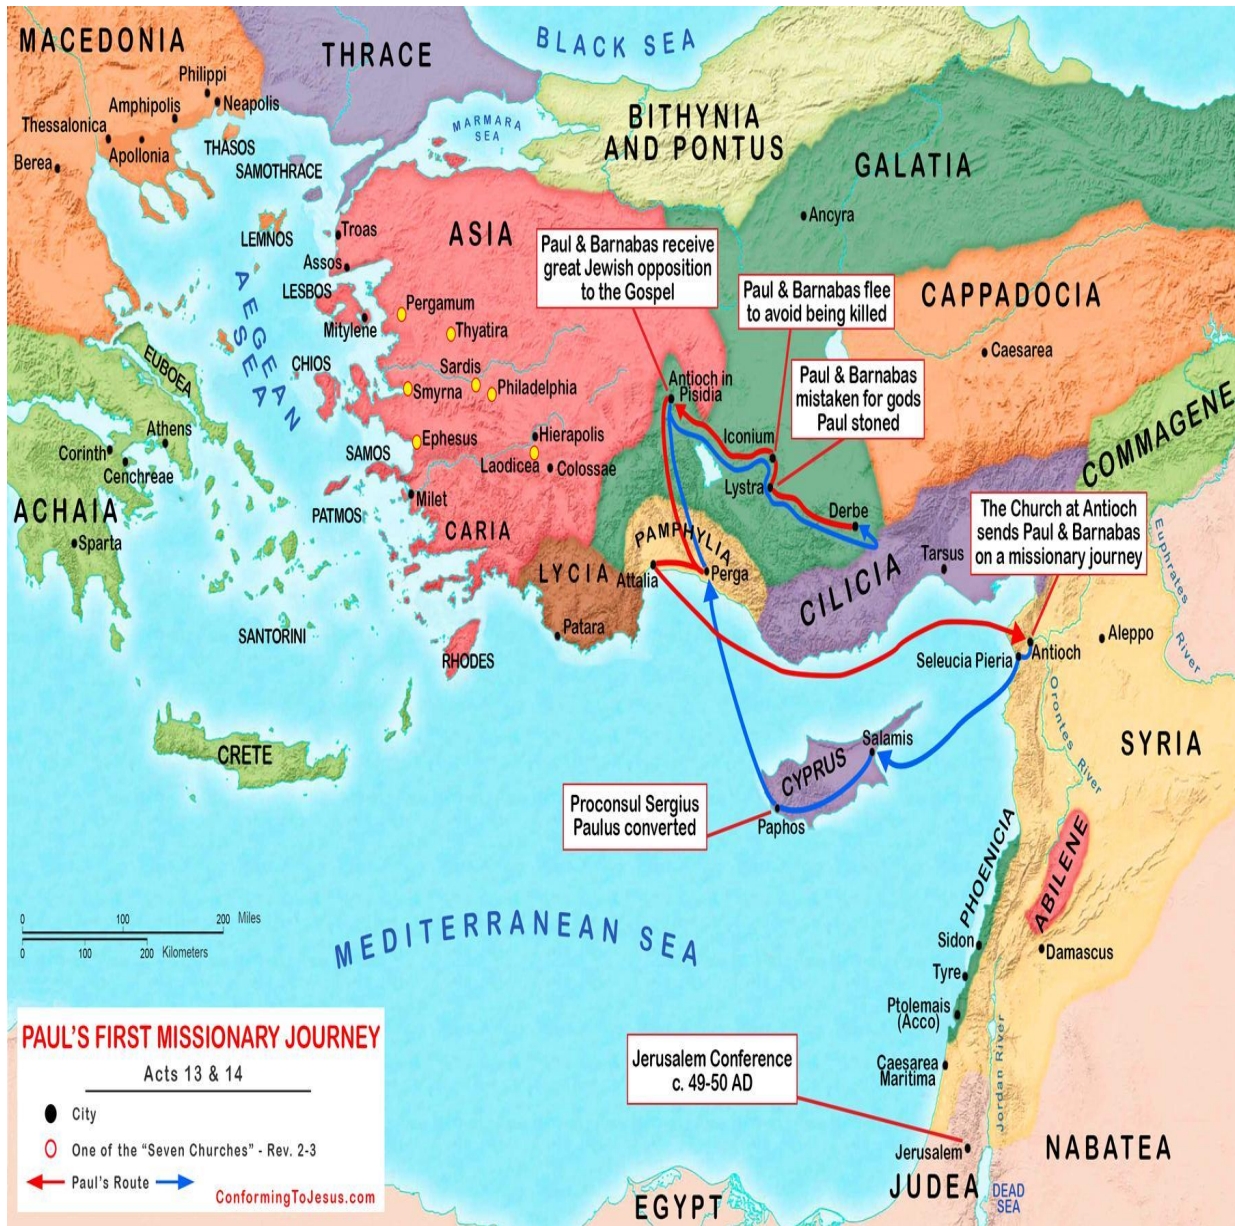 MACEDONIA
THRACE
BLACK SEA
Philippi
Amphipolis
Neapolis
Thessalonica
Apollonia
Berea
THASOS
SAMOTHRACE
MARMARA
SEA
BITHYNIA
AND PONTUS
GALATIA
Ancyra
LEMNOS
Troas
ASIA
Assos
LESBOS
Mitylene
Pergamum
Thyatira
AEGEAN
SEA
Paul & Barnabas receive
great Jewish opposition
to the Gospel
Paul & Barnabas flee
to avoid being killed
CAPPADOCIA
Caesarea
EUBOEA
CHIOS
Sardis
Smyrna
Philadelphia
Antioch in
Pisidia
Paul & Barnabas
mistaken for gods
Paul stoned
COMMAGENE
Athens
Corinth
Cenchreae
SAMOS
Ephesus
Hierapolis
Laodicea
Colossae
Iconium
Lystra
Derbe
ACHAIA
Sparta
PATMOS
Milet
CARIA
PAMPHYLIA
The Church at Antioch
sends Paul & Barnabas
on a missionary journey
Euphrates
River
LYCIA
Attalia
Perga
CILICIA
Tarsus
SANTORINI
Patara
RHODES
Seleucia Pieria
Antioch
Aleppo
Orontes River
SYRIA
CRETE
CYPRUS
Salamis
Paphos
Proconsul Sergius
Paulus converted
PHOENICIA
ABILENE
0 100 200 Miles
0 100 200 Kilometers
MEDITERRANEAN SEA
Sidon
Damascus
Tyre
Ptolemais
(Acco)
Caesarea
Maritima
Jordan River
Jerusalem Conference
c. 49-50 AD
Jerusalem
JUDEA
DEAD
SEA
NABATEA
EGYPT
PAUL'S FIRST MISSIONARY JOURNEY
Acts 13 & 14
City
One of the "Seven Churches" - Rev. 2-3
Paul's Route
ConformingToJesus.com